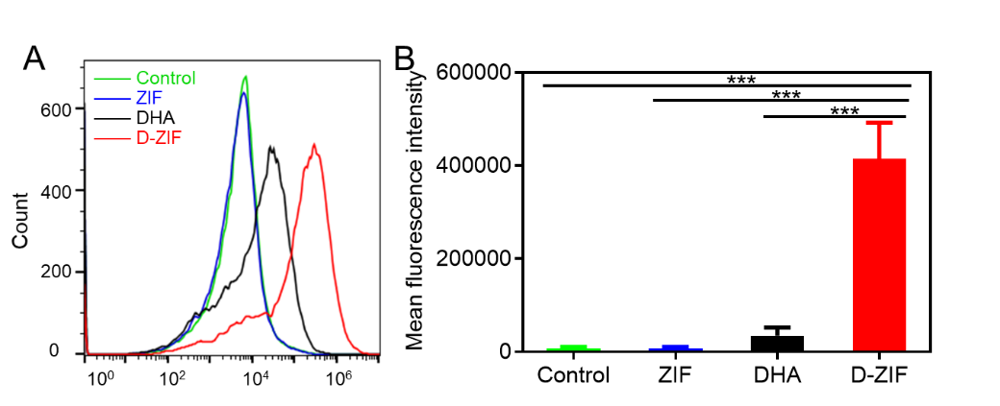 A
Control
ZIF
DHA
D-ZIF
Count
600
400
200
0
10⁰
10²
10⁴
10⁶
B
Mean fluorescence intensity
600000
400000
200000
0
***
***
***
Control
ZIF
DHA
D-ZIF